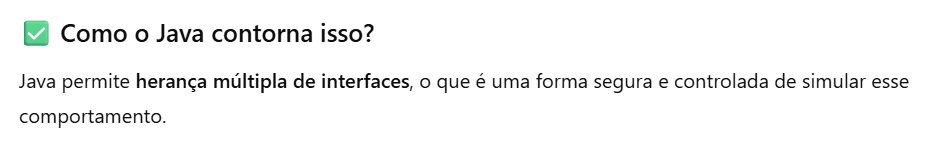 ✅ Como o Java contorna isso?
Java permite herança múltipla de interfaces, o que é uma forma segura e controlada de simular esse
comportamento.